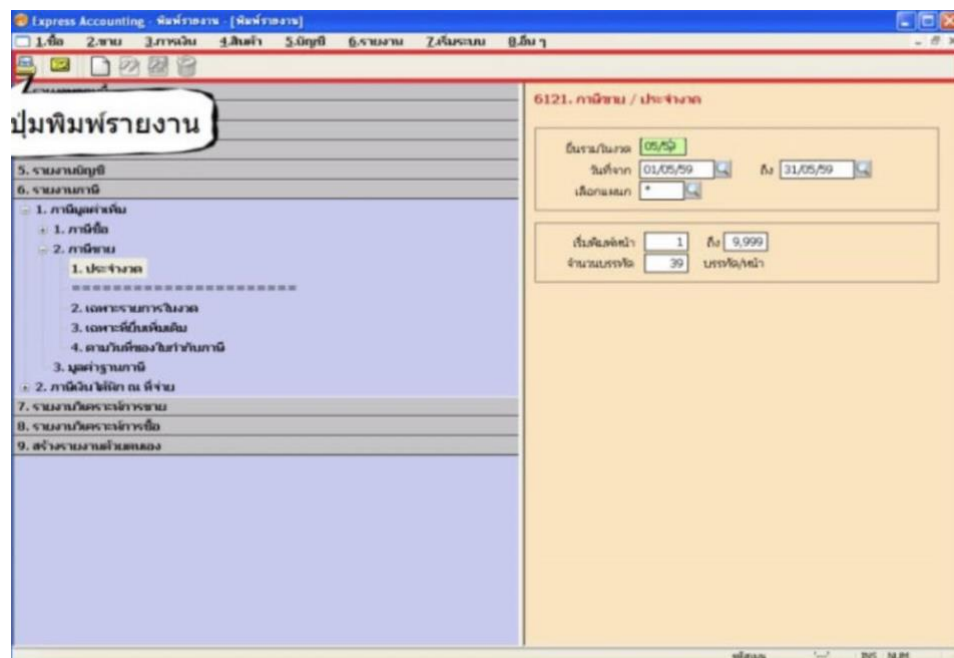 Express Accounting - พิมพ์รายงาน - [พิมพ์รายงาน]
1.ซื้อ 2.ขาย 3.การเงิน 4.สินค้า 5.บัญชี 6.รายงาน 7.เริ่มระบบ 8.อื่น ๆ
ปุ่มพิมพ์รายงาน
5. รายงานบัญชี
6. รายงานภาษี
1. ภาษีมูลค่าเพิ่ม
1. ภาษีซื้อ
2. ภาษีขาย
1. ประจำงวด
=======================
2. เฉพาะรายการในงวด
3. เฉพาะที่ยื่นเพิ่มเติม
4. ตามวันที่ของใบกำกับภาษี
3. มูลค่าฐานภาษี
2. ภาษีเงินได้หัก ณ ที่จ่าย
7. รายงานวิเคราะห์การขาย
8. รายงานวิเคราะห์การซื้อ
9. สร้างรายงานด้วยตนเอง
6121. ภาษีขาย / ประจำงวด
ยื่นรวมในงวด 05/59
วันที่จาก 01/05/59 ถึง 31/05/59
เลือกแผนก *
เริ่มพิมพ์หน้า 1 ถึง 9,999
จำนวนบรรทัด 39 บรรทัด/หน้า
INS NUM